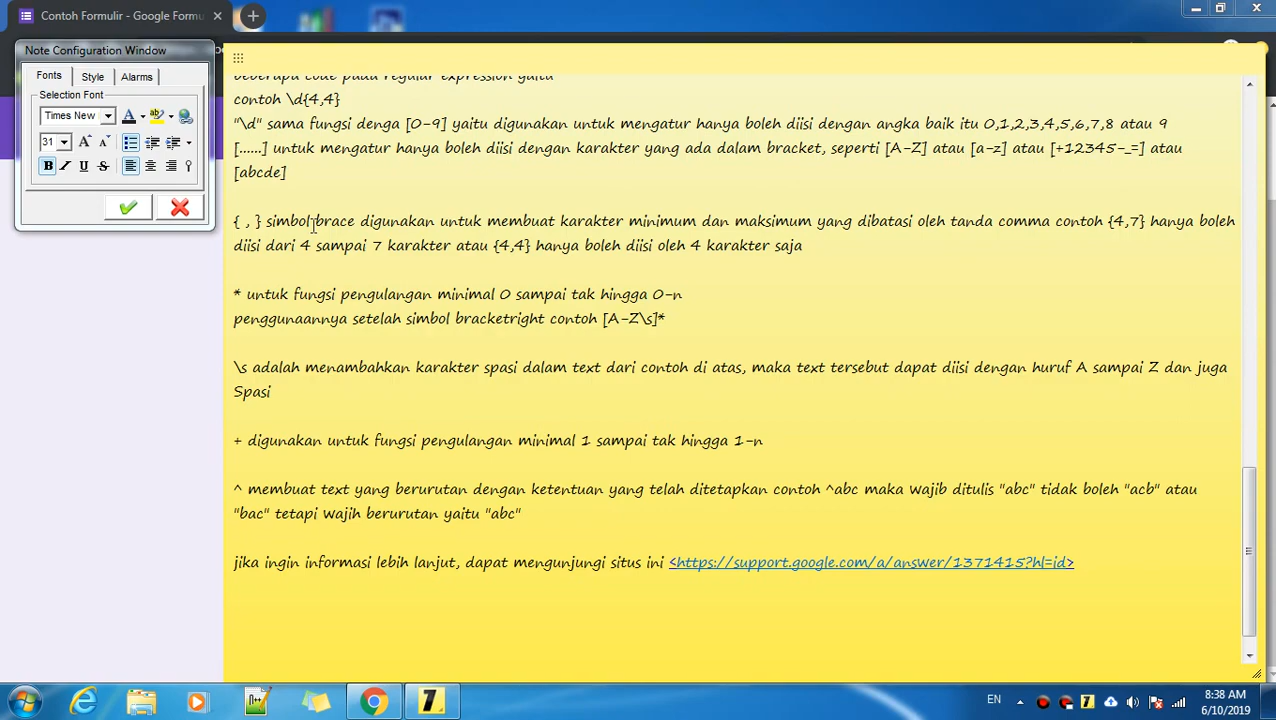 Contoh Formulir - Google Formu
Note Configuration Window
Fonts Style Alarms
Selection Font
Times New
31
beberapa code pada regular expression yaitu
contoh \d{4,4}
"\d" sama fungsi denga [0-9] yaitu digunakan untuk mengatur hanya boleh diisi dengan angka baik itu 0,1,2,3,4,5,6,7,8 atau 9
[......] untuk mengatur hanya boleh diisi dengan karakter yang ada dalam bracket, seperti [A-Z] atau [a-z] atau [+12345-_=] atau
[abcde]
{ , } simbol brace digunakan untuk membuat karakter minimum dan maksimum yang dibatasi oleh tanda comma contoh {4,7} hanya boleh
diisi dari 4 sampai 7 karakter atau {4,4} hanya boleh diisi oleh 4 karakter saja
* untuk fungsi pengulangan minimal 0 sampai tak hingga 0-n
penggunaannya setelah simbol bracketright contoh [A-Z\s]*
\s adalah menambahkan karakter spasi dalam text dari contoh di atas, maka text tersebut dapat diisi dengan huruf A sampai Z dan juga
Spasi
+ digunakan untuk fungsi pengulangan minimal 1 sampai tak hingga 1-n
^ membuat text yang berurutan dengan ketentuan yang telah ditetapkan contoh ^abc maka Wajib ditulis "abc" tidak boleh "acb" atau
"bac" tetapi Wajih berurutan yaitu "abc"
jika ingin informasi lebih lanjut, dapat mengunjungi situs ini <https://support.google.com/a/answer/1371415?hl=id>
EN
8:38 AM
6/10/2019